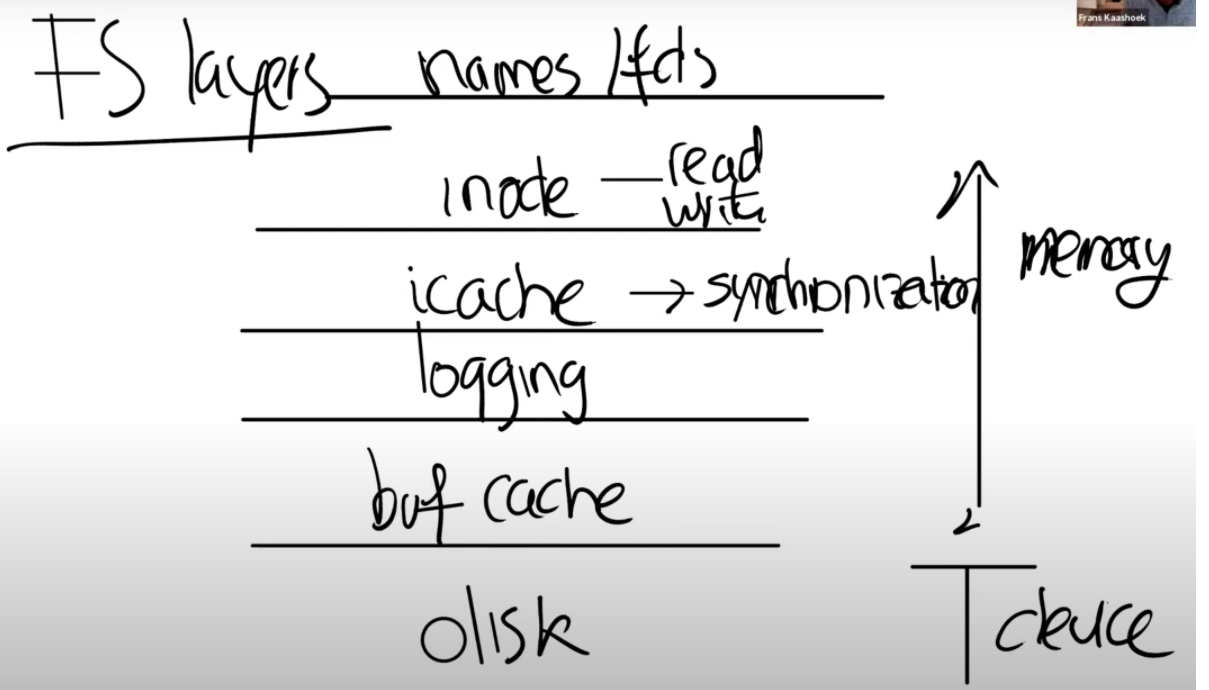 Frans Kaashoek
FS layers names/fds
inode — read
write
icache → synchronization
memory
logging
buf cache
disk
device